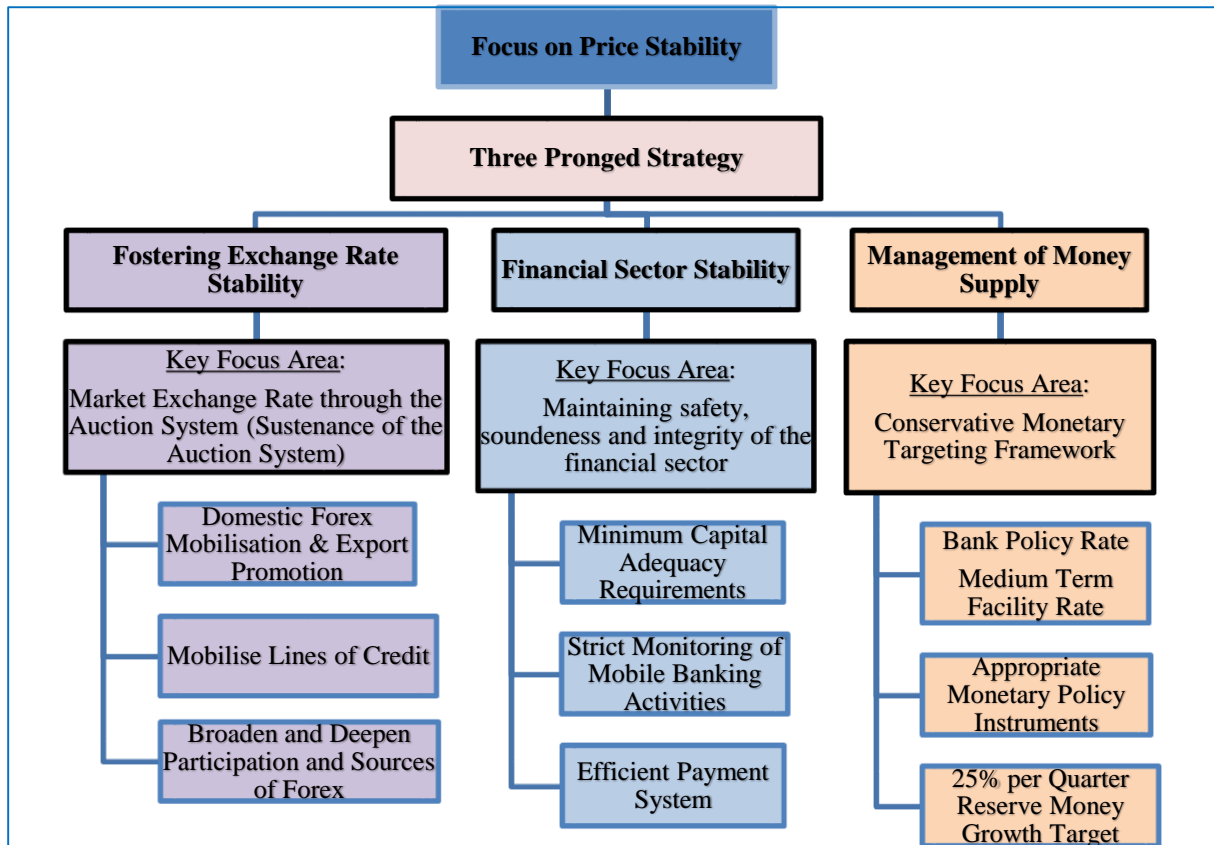 Focus on Price Stability
Three Pronged Strategy
Fostering Exchange Rate
Stability
Key Focus Area:
Market Exchange Rate through the
Auction System (Sustenance of the
Auction System)
Domestic Forex
Mobilisation & Export
Promotion
Mobilise Lines of Credit
Broaden and Deepen
Participation and Sources
of Forex
Financial Sector Stability
Key Focus Area:
Maintaining safety,
soundeness and integrity of the
financial sector
Minimum Capital
Adequacy
Requirements
Strict Monitoring of
Mobile Banking
Activities
Efficient Payment
System
Management of Money
Supply
Key Focus Area:
Conservative Monetary
Targeting Framework
Bank Policy Rate
Medium Term
Facility Rate
Appropriate
Monetary Policy
Instruments
25% per Quarter
Reserve Money
Growth Target